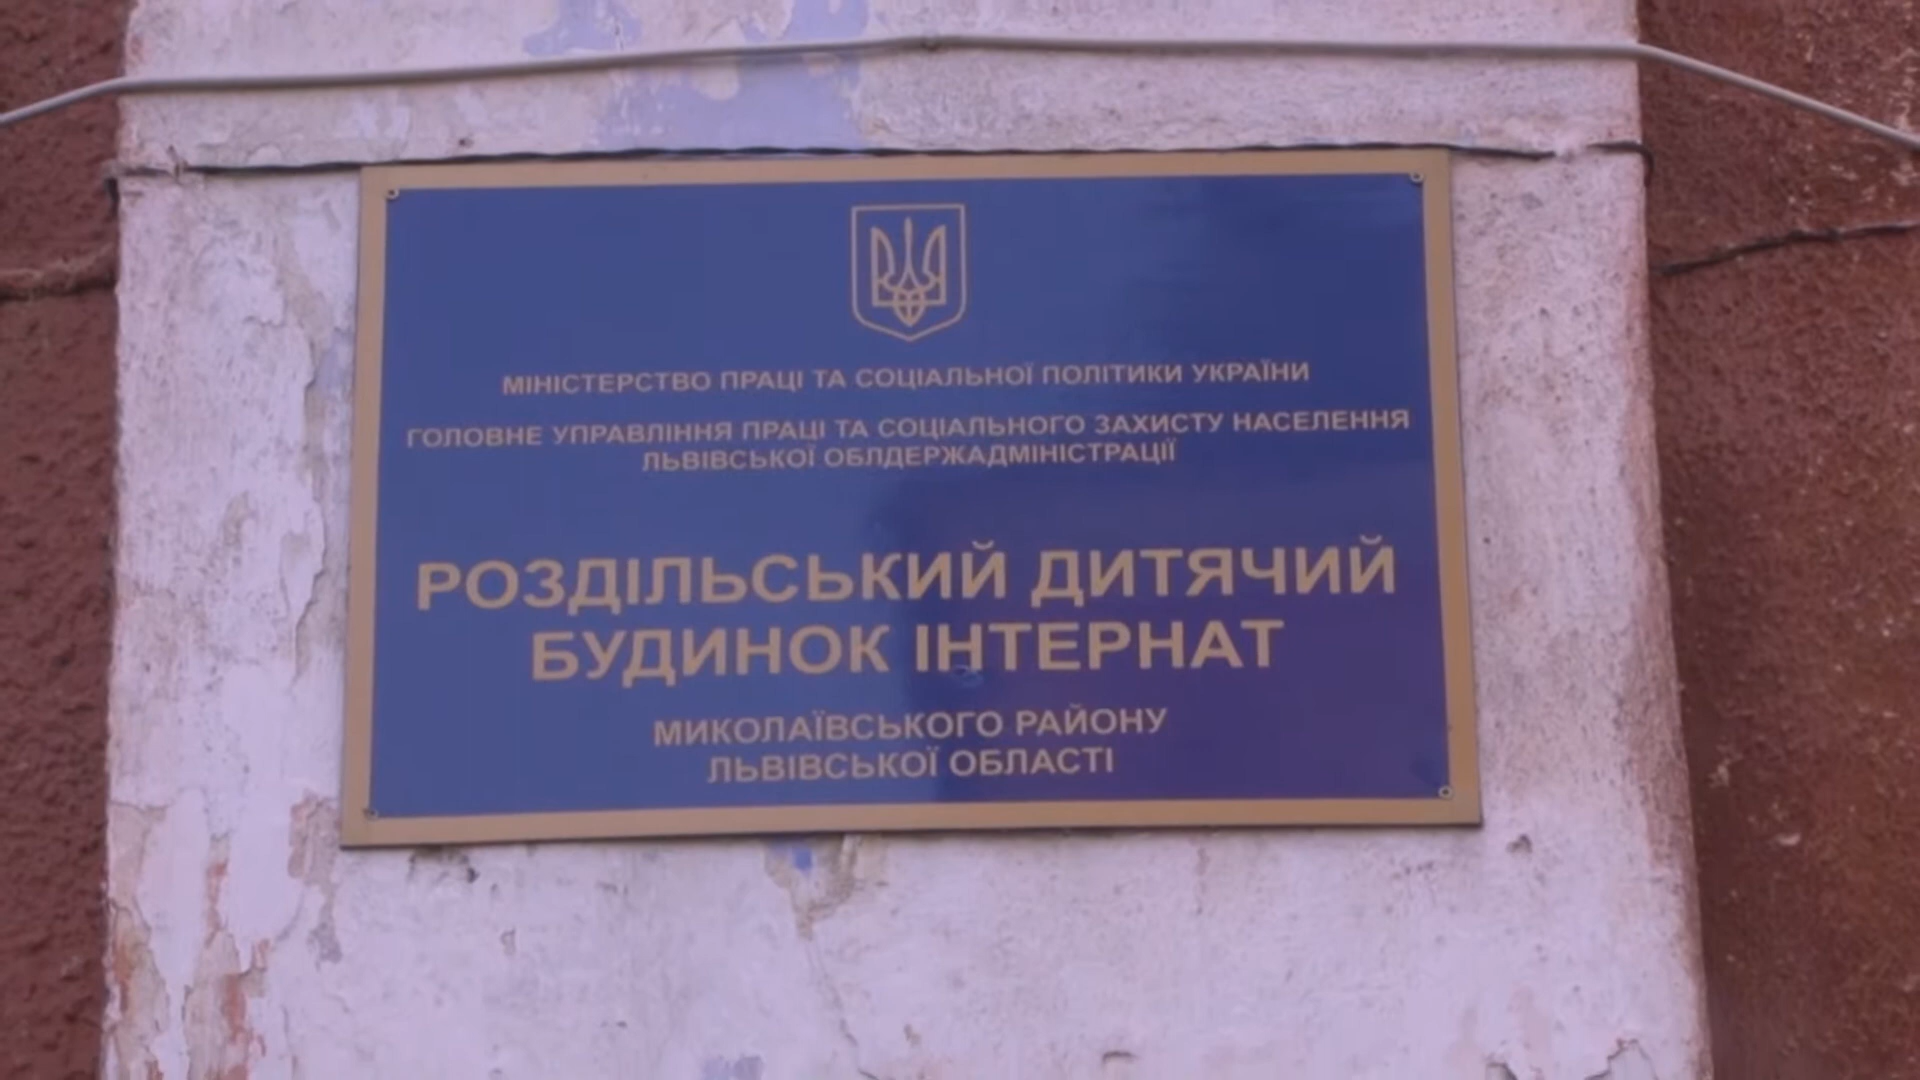 МІНІСТЕРСТВО ПРАЦІ ТА СОЦІАЛЬНОЇ ПОЛІТИКИ УКРАЇНИ
ГОЛОВНЕ УПРАВЛІННЯ ПРАЦІ ТА СОЦІАЛЬНОГО ЗАХИСТУ НАСЕЛЕННЯ
ЛЬВІВСЬКОЇ ОБЛДЕРЖАДМІНІСТРАЦІЇ
РОЗДІЛЬСЬКИЙ ДИТЯЧИЙ
БУДИНОК ІНТЕРНАТ
МИКОЛАЇВСЬКОГО РАЙОНУ
ЛЬВІВСЬКОЇ ОБЛАСТІ